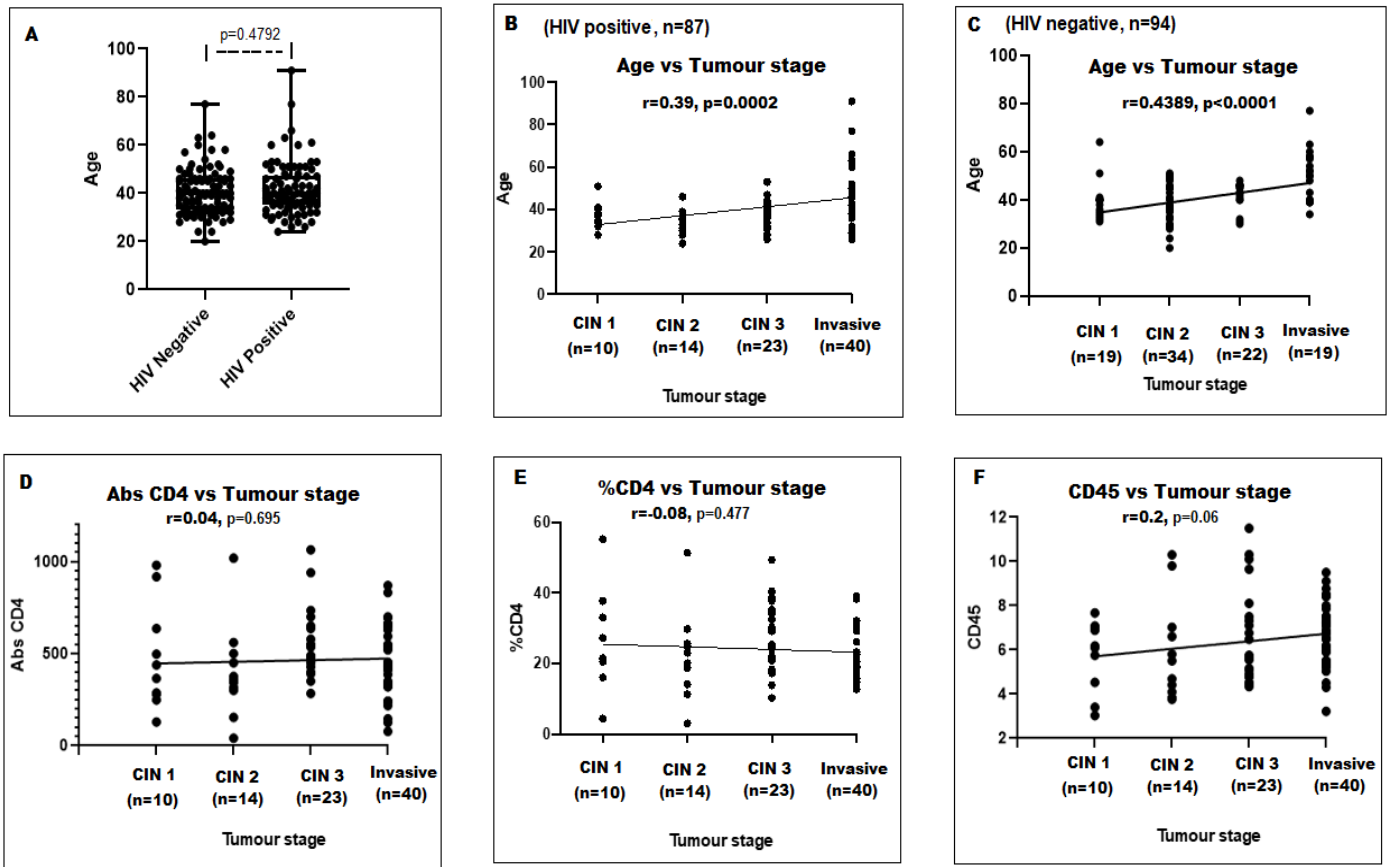 A
p=0.4792
100
80
60
40
20
0
Age
HIV Negative
HIV Positive
B
(HIV positive, n=87)
Age vs Tumour stage
r=0.39, p=0.0002
100
80
60
40
20
0
Age
CIN 1 CIN 2 CIN 3 Invasive
(n=10) (n=14) (n=23) (n=40)
Tumour stage
C
(HIV negative, n=94)
Age vs Tumour stage
r=0.4389, p<0.0001
100
80
60
40
20
0
Age
CIN 1 CIN 2 CIN 3 Invasive
(n=19) (n=34) (n=22) (n=19)
Tumour stage
D
Abs CD4 vs Tumour stage
r=0.04, p=0.695
1000
500
0
Abs CD4
CIN 1 CIN 2 CIN 3 Invasive
(n=10) (n=14) (n=23) (n=40)
Tumour stage
E
%CD4 vs Tumour stage
r=-0.08, p=0.477
60
40
20
0
%CD4
CIN 1 CIN 2 CIN 3 Invasive
(n=10) (n=14) (n=23) (n=40)
Tumour stage
F
CD45 vs Tumour stage
r=0.2, p=0.06
12
10
8
6
4
2
CD45
CIN 1 CIN 2 CIN 3 Invasive
(n=10) (n=14) (n=23) (n=40)
Tumour stage